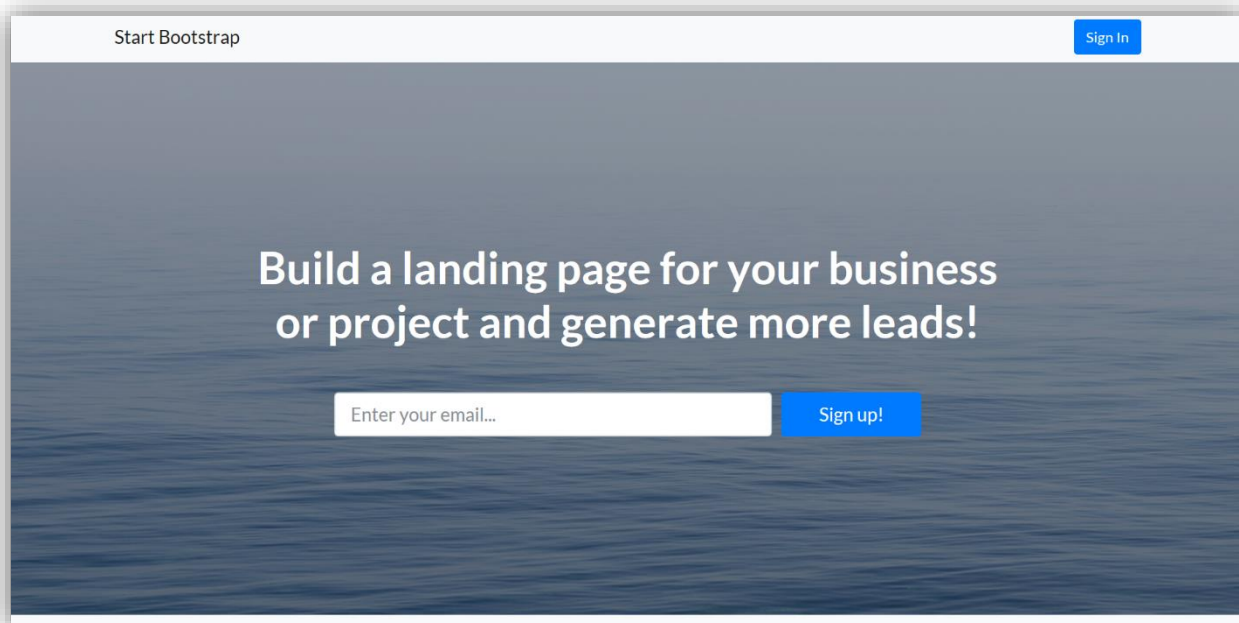 Start Bootstrap
Sign In
Build a landing page for your business
or project and generate more leads!
Enter your email...
Sign up!